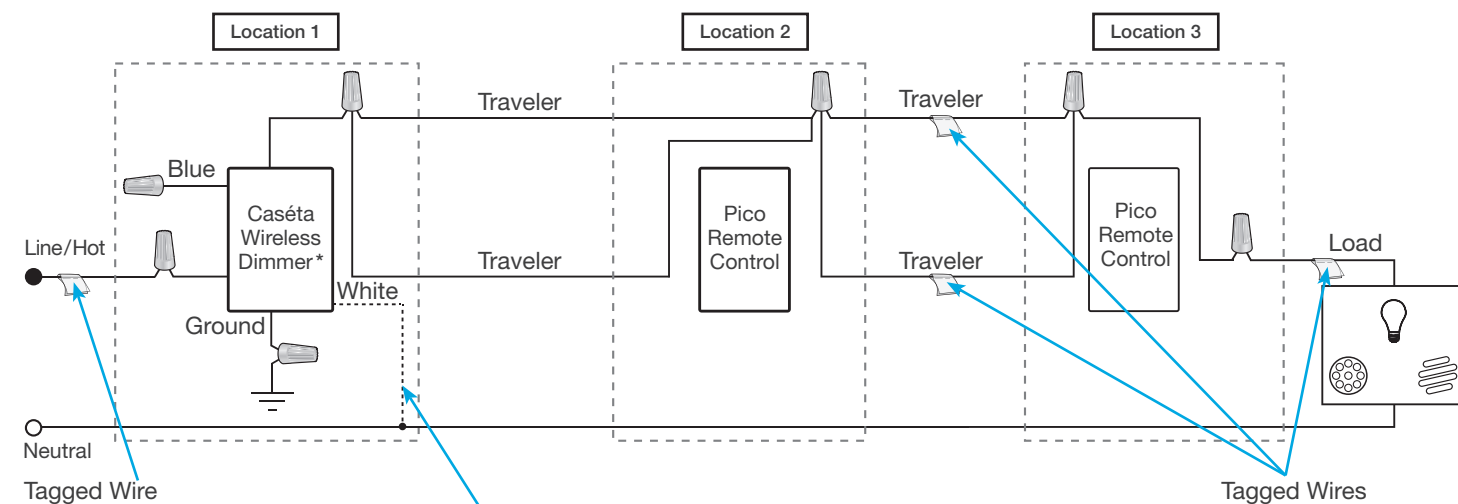 Location 1
Location 2
Location 3
Traveler
Traveler
Blue
Caséta
Wireless
Dimmer*
Pico
Remote
Control
Pico
Remote
Control
Line/Hot
Load
Traveler
Traveler
White
Ground
Neutral
Tagged Wire
Tagged Wires